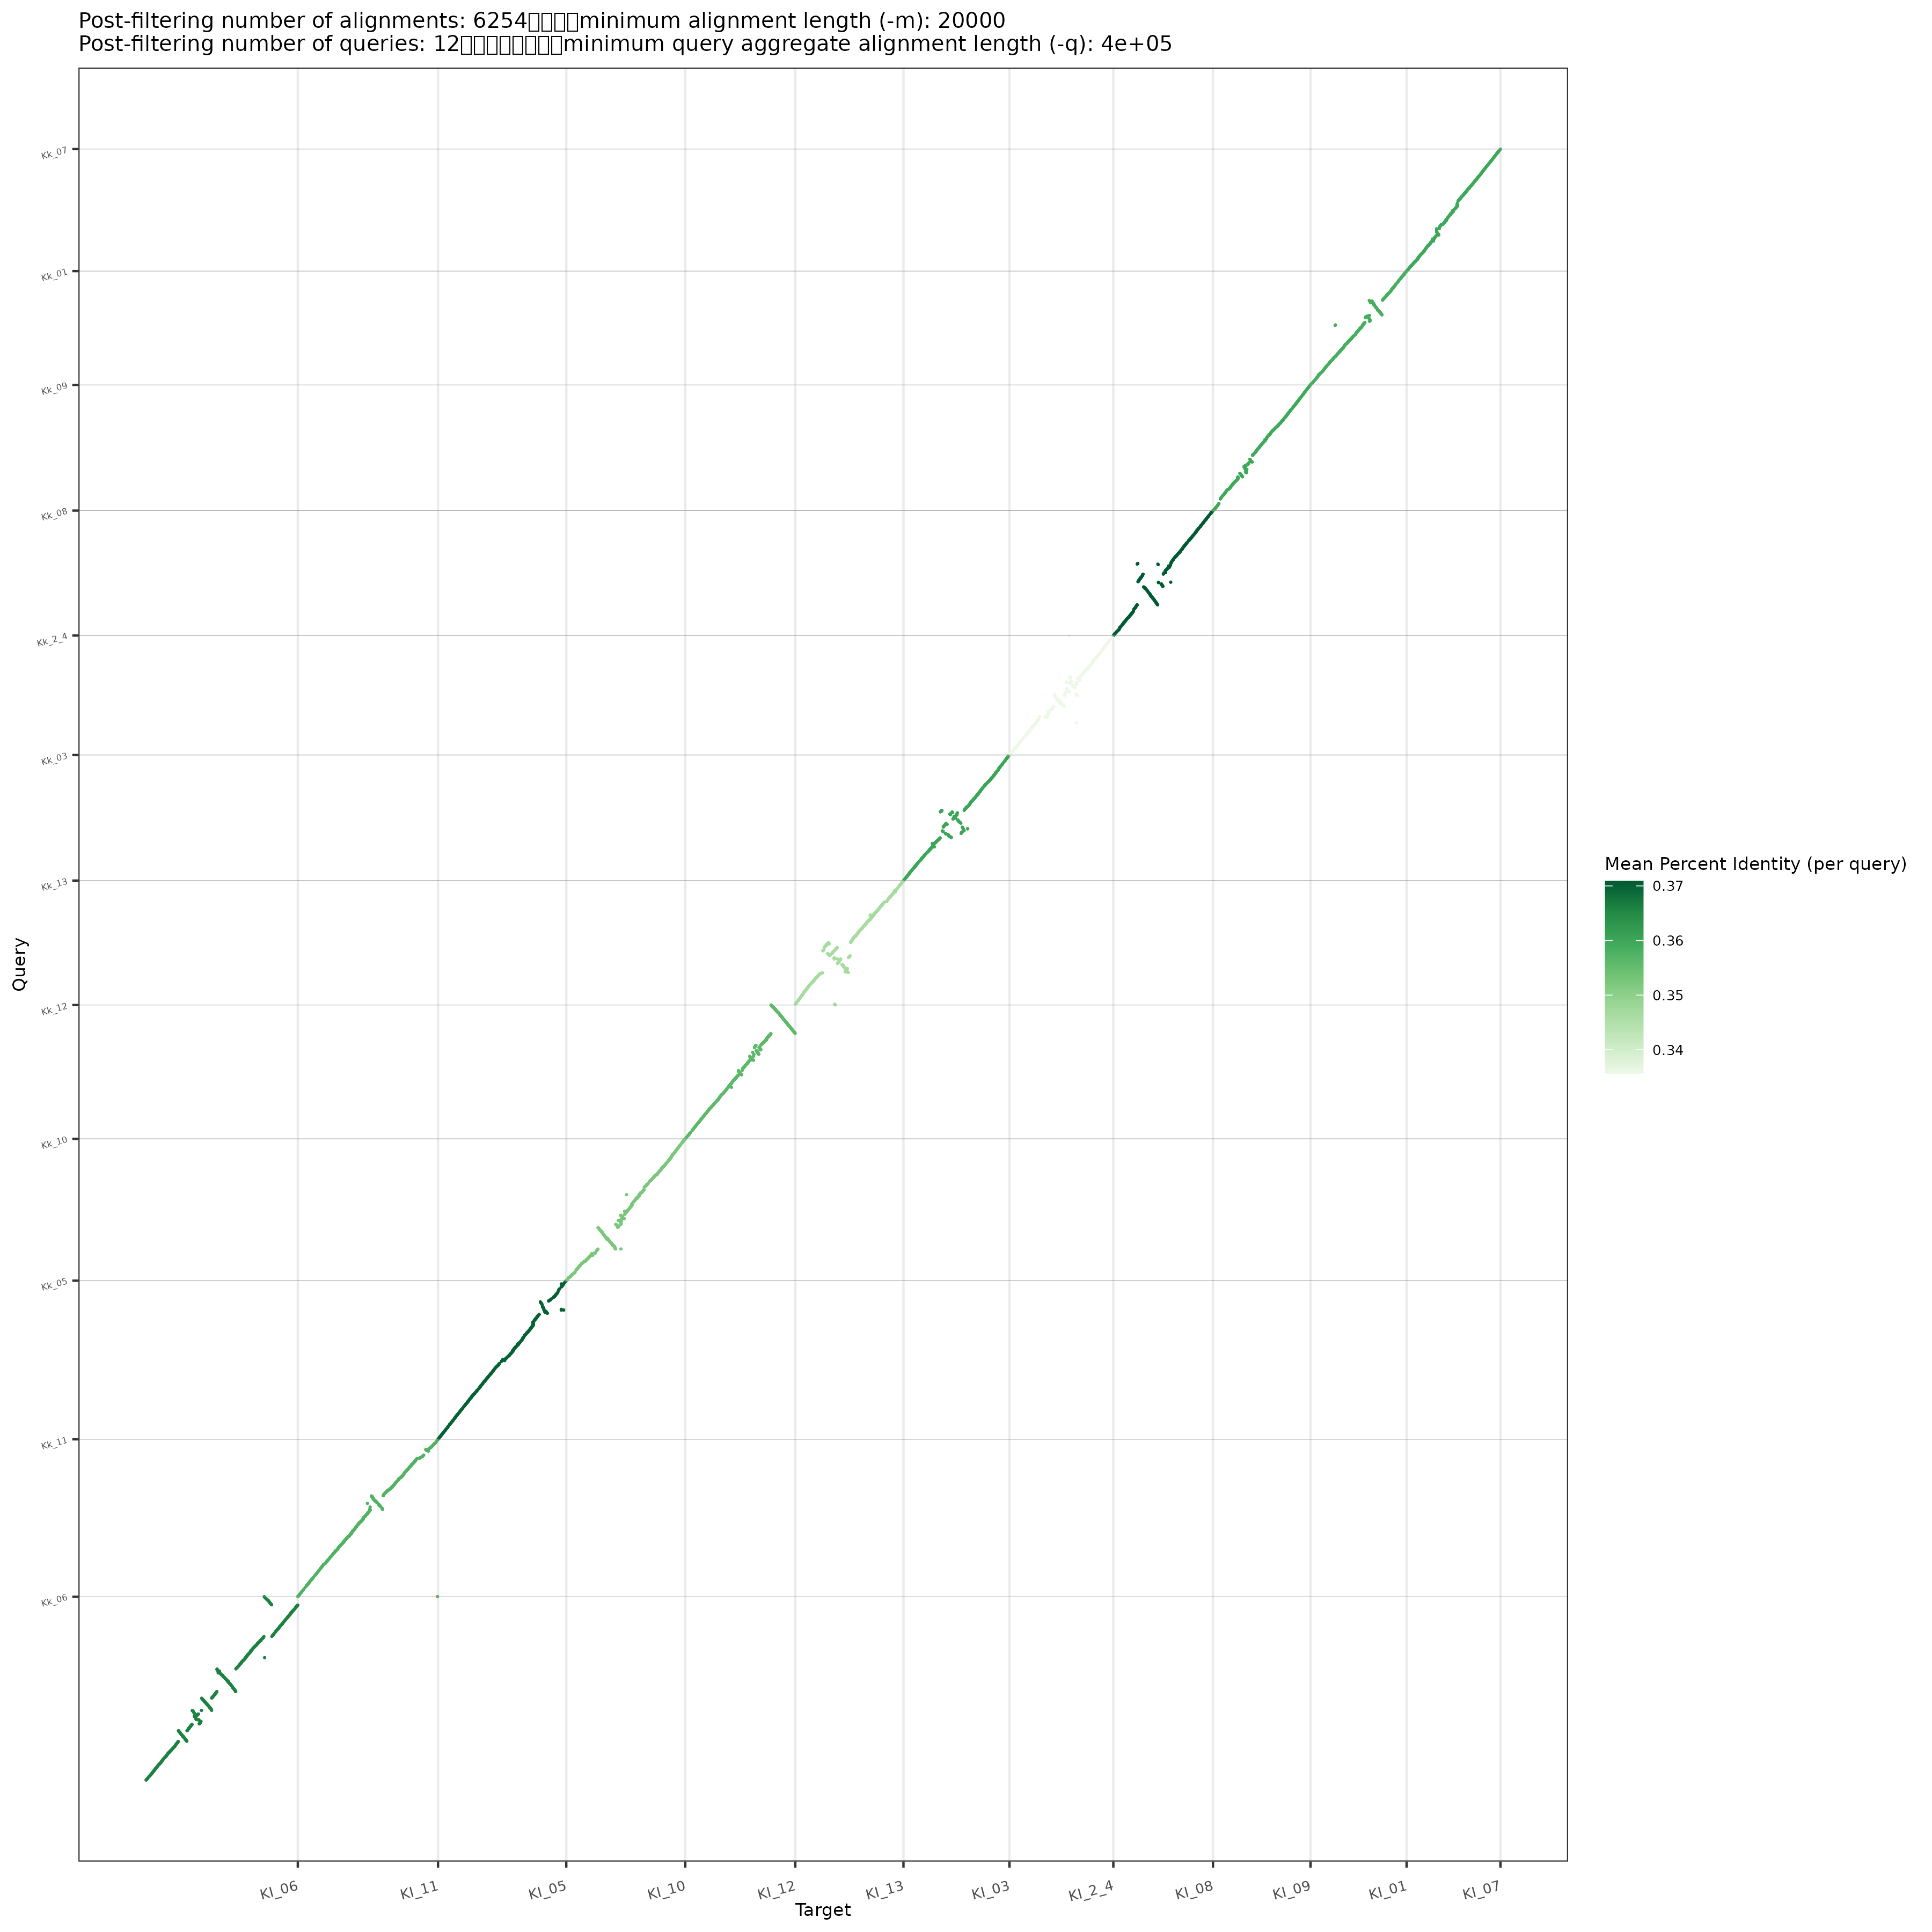 Post-filtering number of alignments: 6254▯▯▯▯minimum alignment length (-m): 20000
Post-filtering number of queries: 12▯▯▯▯▯▯▯▯minimum query aggregate alignment length (-q): 4e+05
Kk_07
Kk_01
Kk_09
Kk_08
Kk_2_4
Kk_03
Kk_13
Kk_12
Kk_10
Kk_05
Kk_11
Kk_06
Query
Mean Percent Identity (per query)
0.37
0.36
0.35
0.34
Kl_06
Kl_11
Kl_05
Kl_10
Kl_12
Kl_13
Kl_03
Kl_2_4
Kl_08
Kl_09
Kl_01
Kl_07
Target